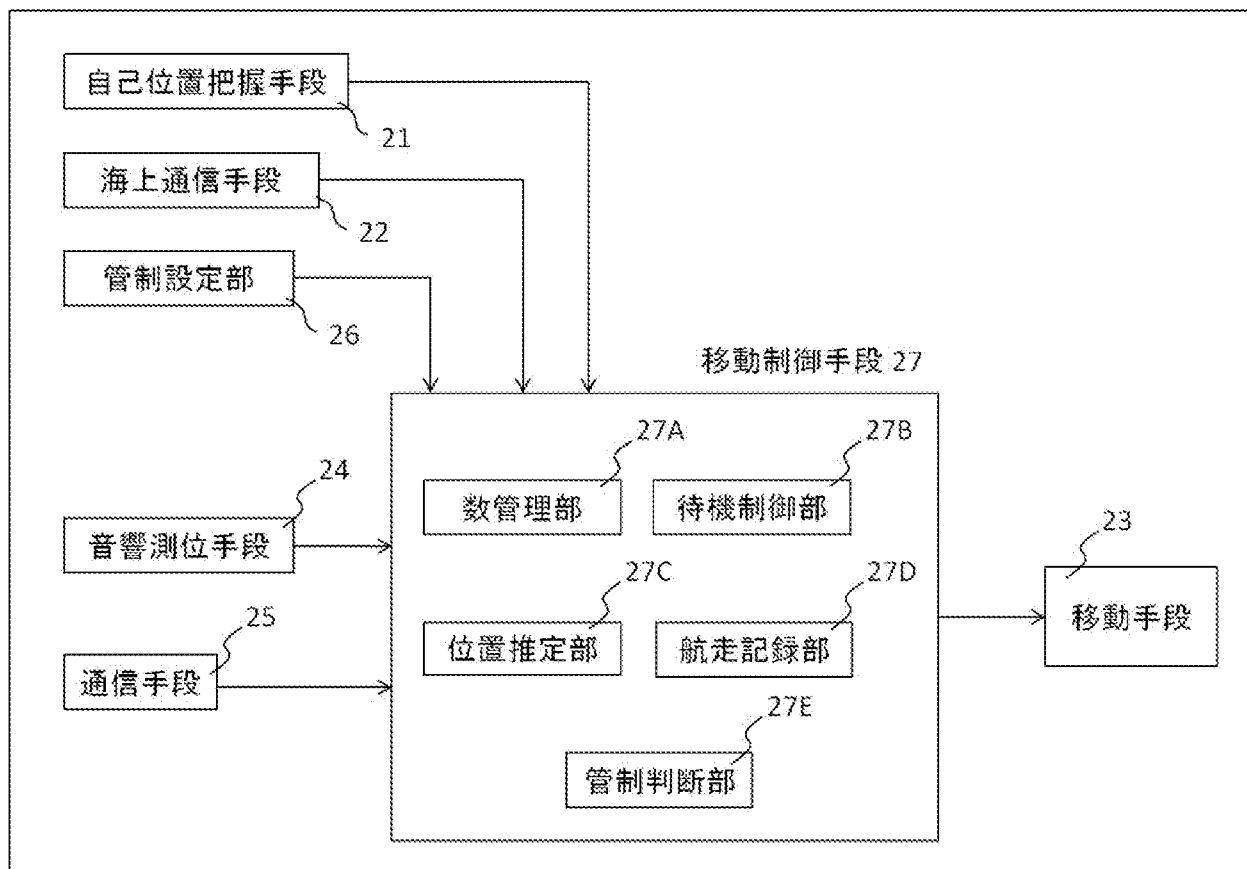 自己位置把握手段
21
海上通信手段
22
管制設定部
26
移動制御手段 27
27A
数管理部
27B
待機制御部
24
音響測位手段
27C
位置推定部
27D
航走記録部
23
移動手段
25
通信手段
27E
管制判断部